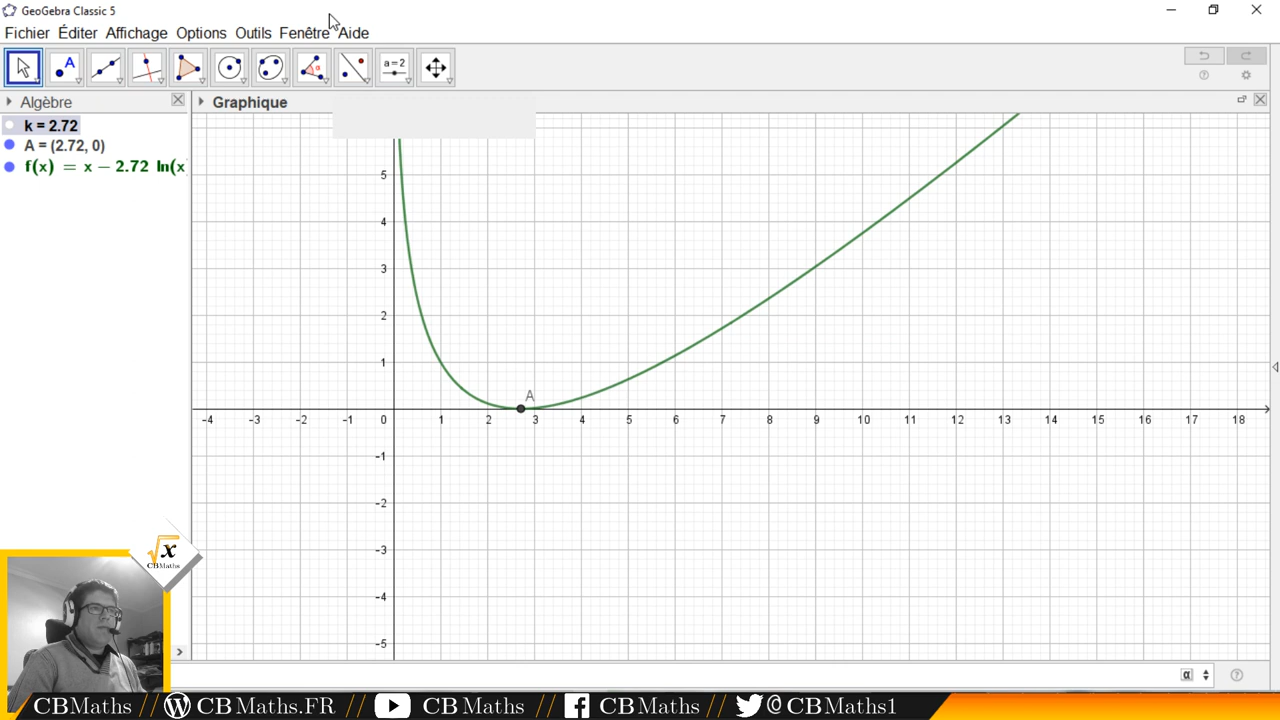 GeoGebra Classic 5
Fichier Éditer Affichage Options Outils Fenêtre Aide
A
α
a=2
Algèbre
Graphique
k = 2.72
A = (2.72, 0)
f(x) = x − 2.72 ln(x
5
4
3
2
1
A
-4 -3 -2 -1 0 1 2 3 4 5 6 7 8 9 10 11 12 13 14 15 16 17 18
-1
-2
-3
-4
-5
√x
CBMaths
α
CBMaths // CBMaths.FR // CBMaths // CBMaths // @CBMaths1